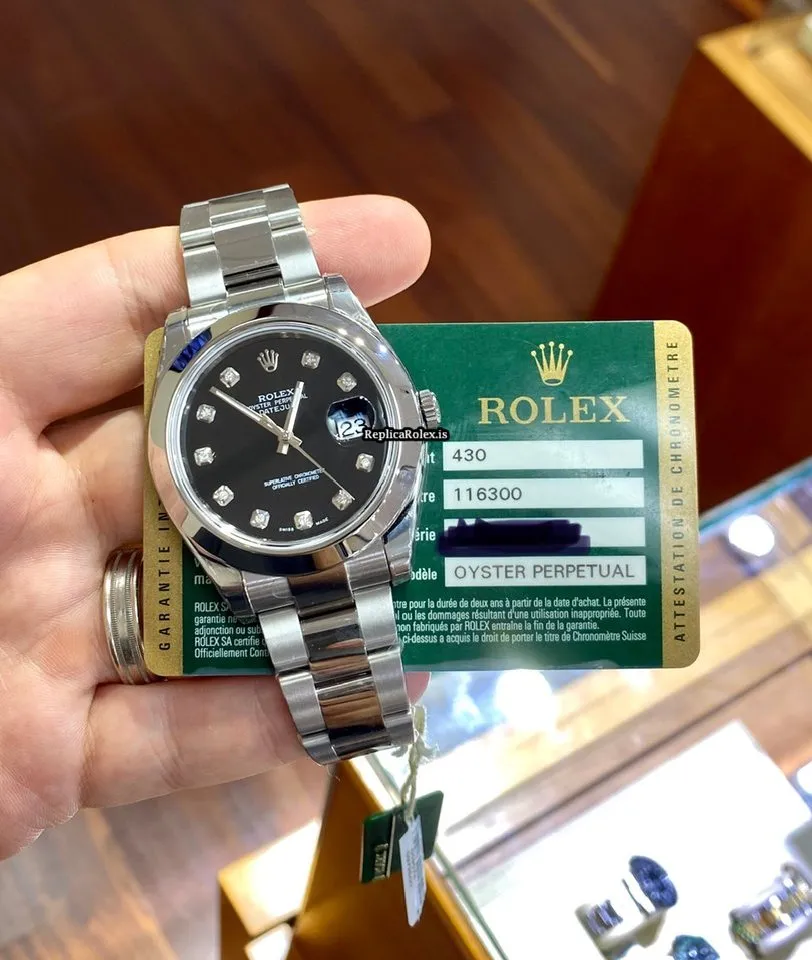 ROLEX
OYSTER PERPETUAL
DATEJUST
23
SUPERLATIVE CHRONOMETER
OFFICIALLY CERTIFIED
SWISS MADE
ReplicaRolex.is
ROLEX
430
116300
OYSTER PERPETUAL
GARANTIE IN
ATTESTATION DE CHRONOMETRE
ROLEX SA
garantie ne
adjonction ou
ROLEX SA certifie
Officiellement
pour la durée de deux ans à partir de la date d'achat. La présente
ou les dommages résultant d'une utilisation inappropriée. Toute
fabriqués par ROLEX entraîne la fin de la garantie.
ci-dessus a acquis le droit de porter le titre de Chronomètre Suisse